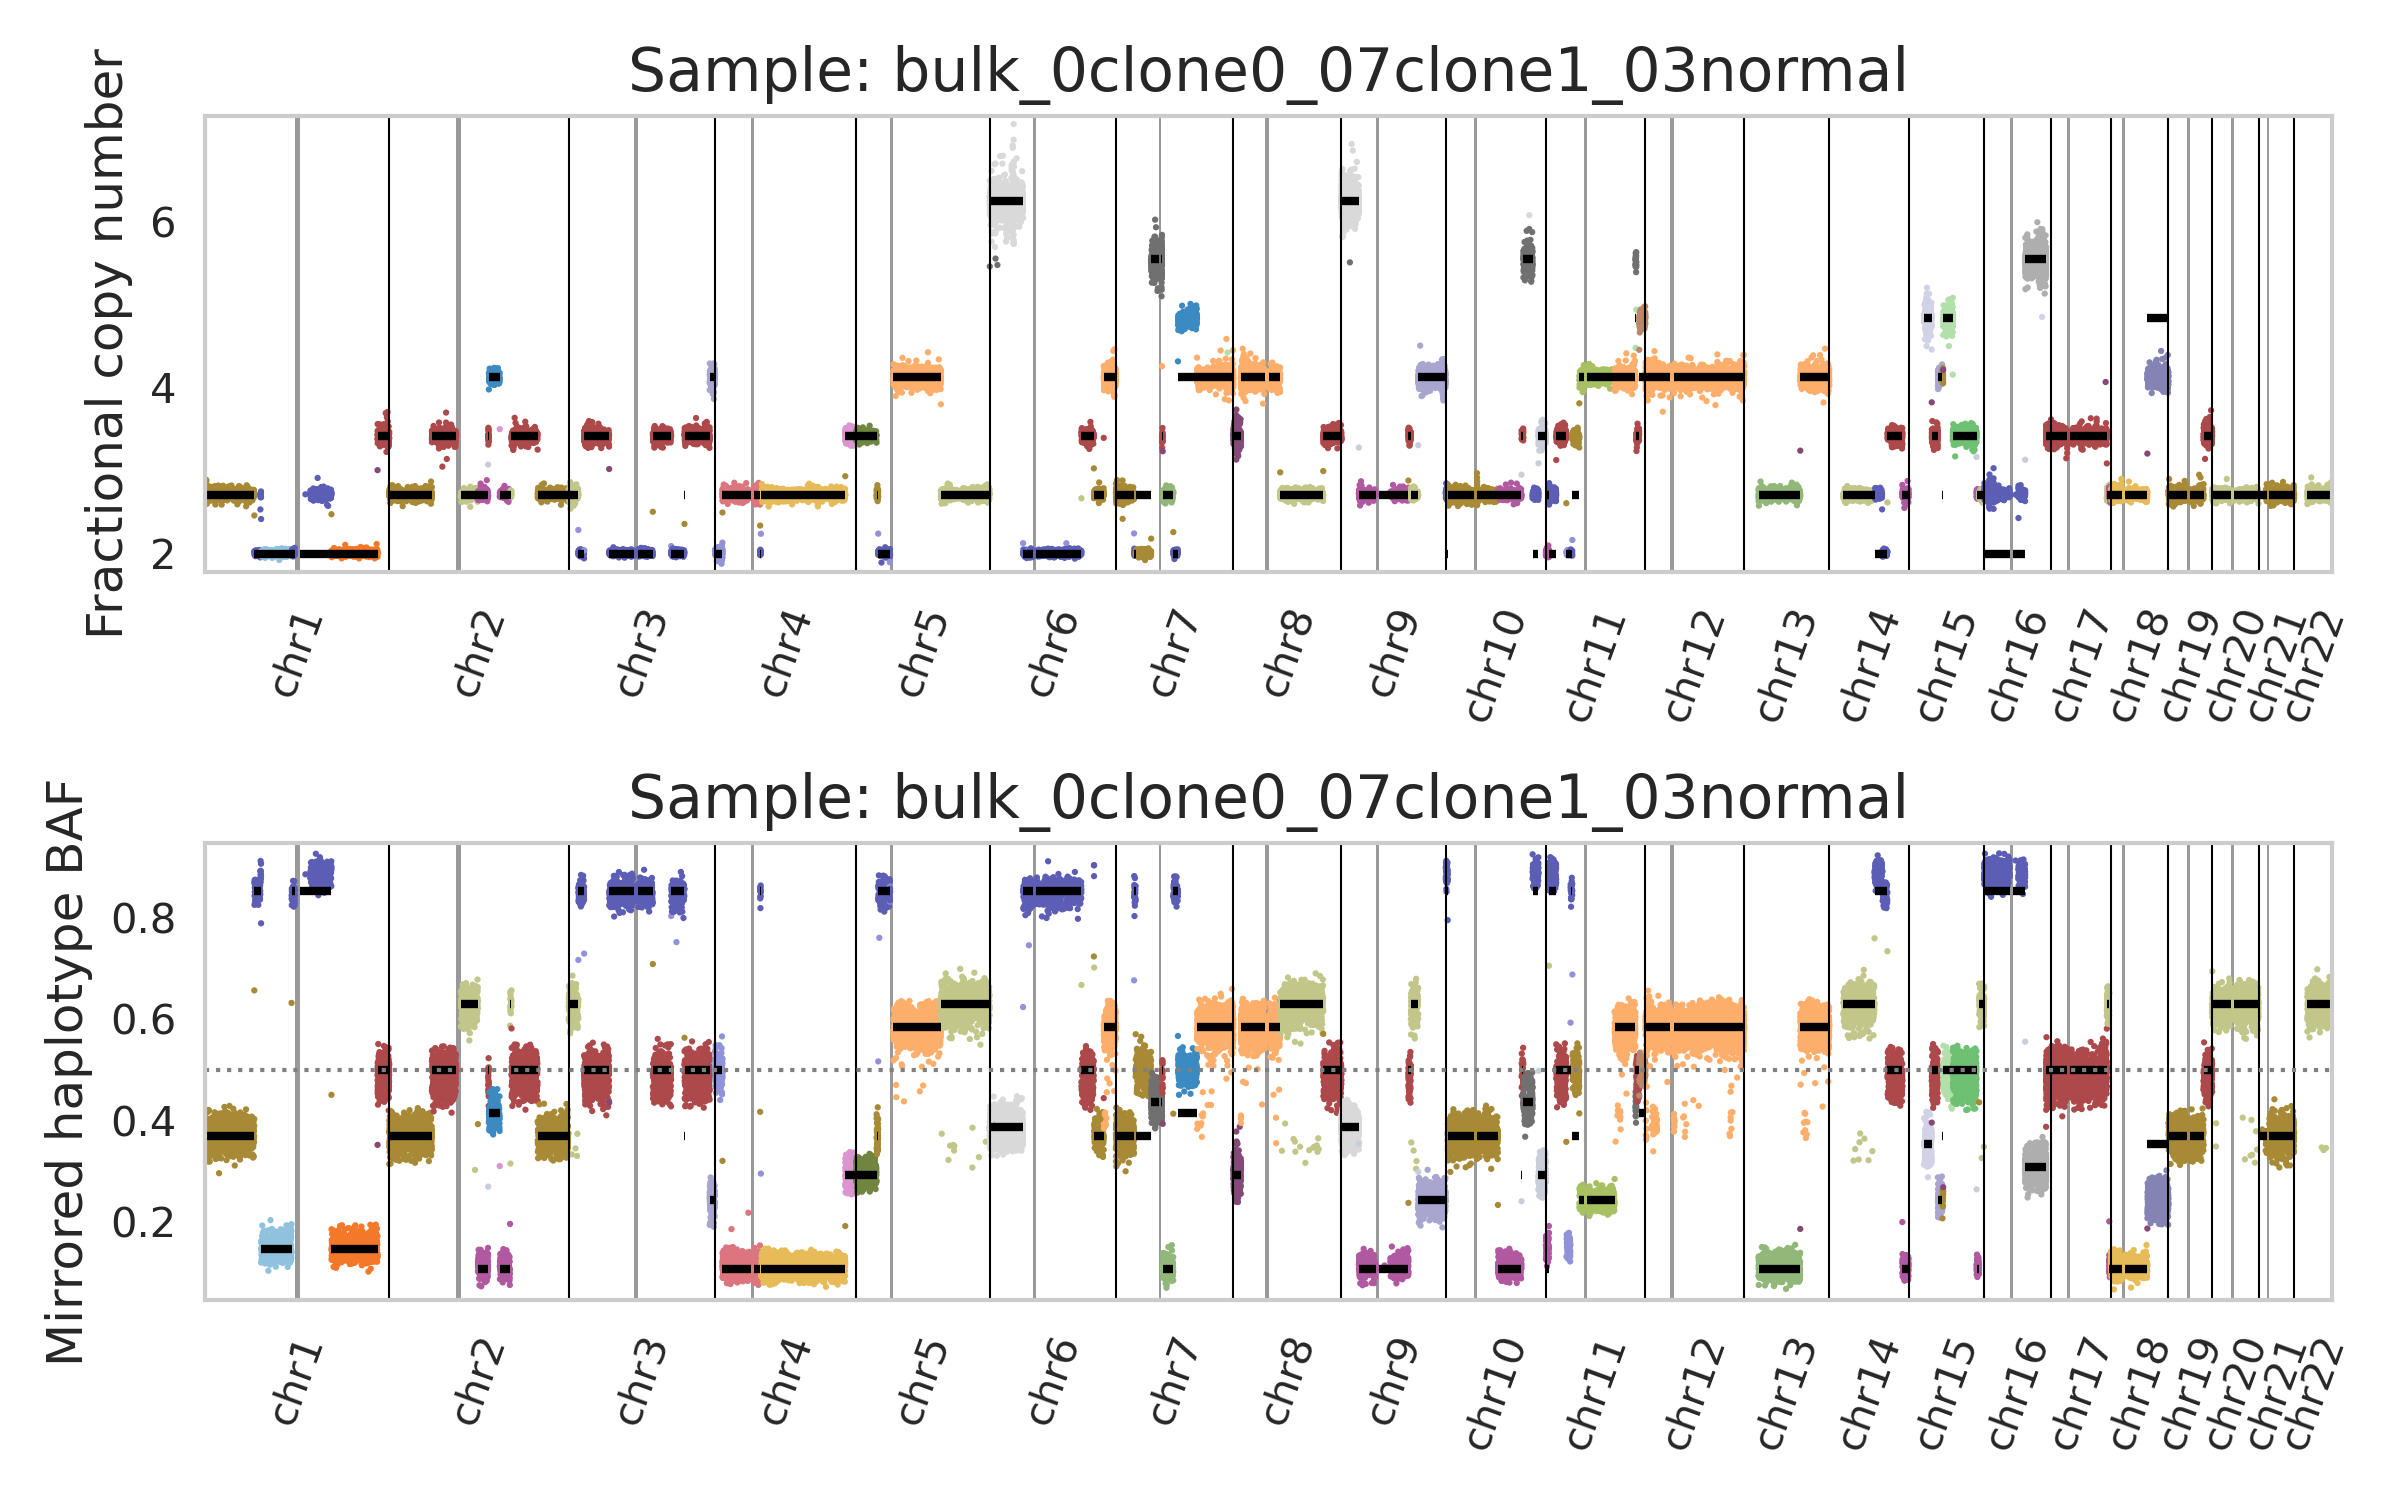 Sample: bulk_0clone0_07clone1_03normal
Fractional copy number
6
4
2
chr1 chr2 chr3 chr4 chr5 chr6 chr7 chr8 chr9 chr10 chr11 chr12 chr13 chr14 chr15 chr16 chr17 chr18 chr19 chr20 chr21 chr22
Sample: bulk_0clone0_07clone1_03normal
Mirrored haplotype BAF
0.8
0.6
0.4
0.2
chr1 chr2 chr3 chr4 chr5 chr6 chr7 chr8 chr9 chr10 chr11 chr12 chr13 chr14 chr15 chr16 chr17 chr18 chr19 chr20 chr21 chr22